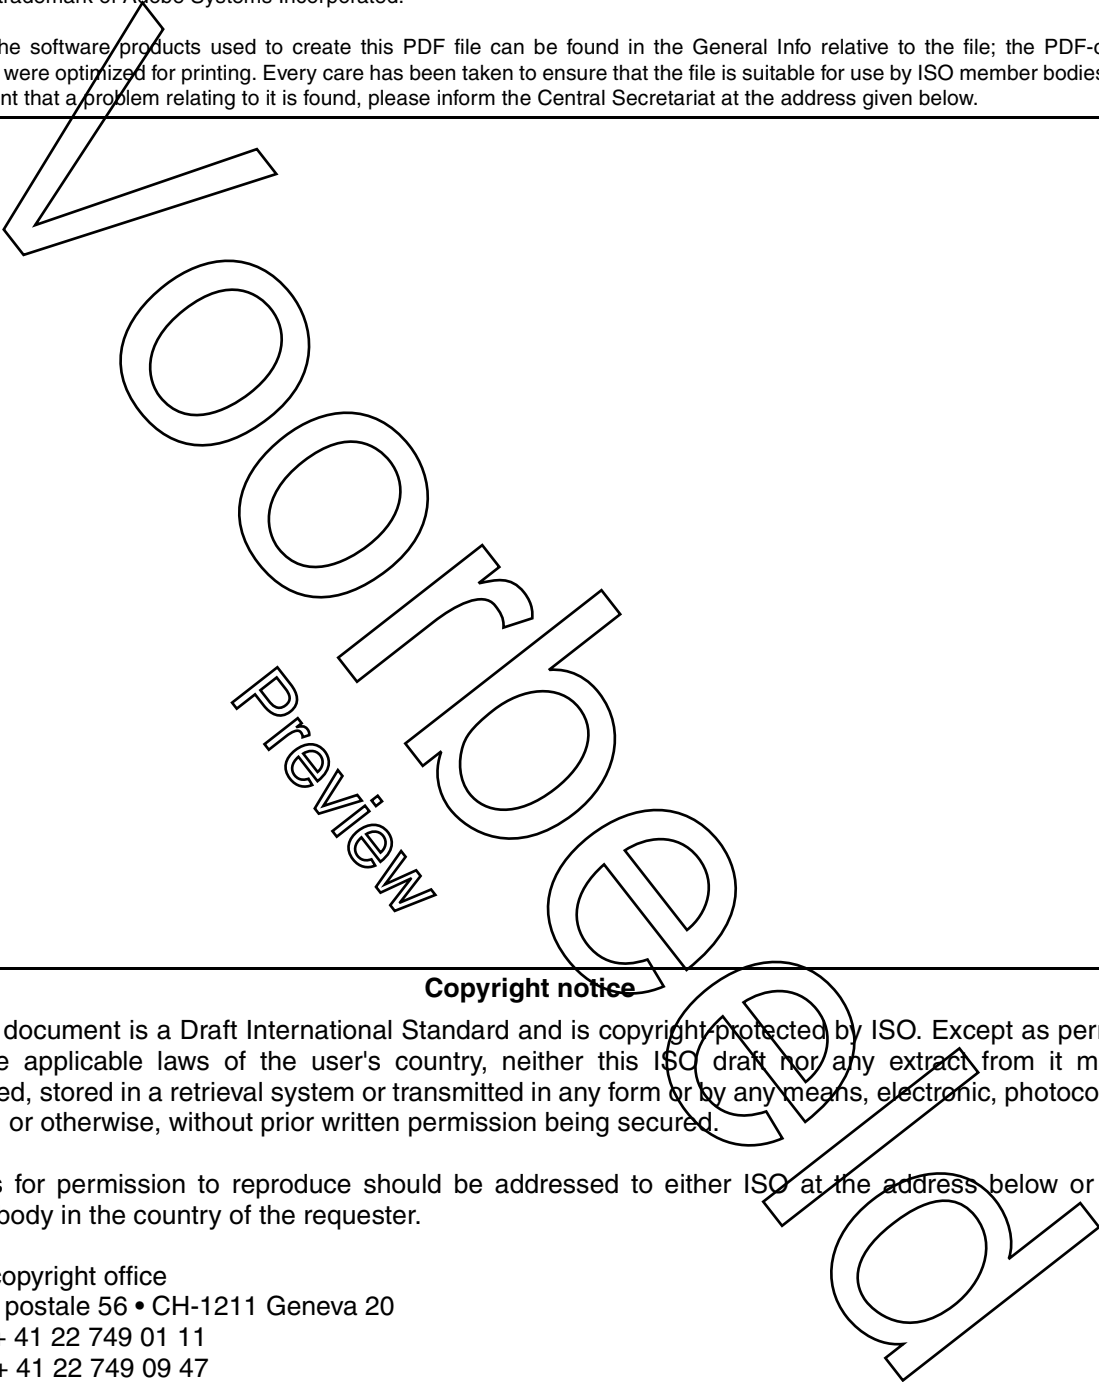 trademark of Adobe Systems Incorporated.
he software products used to create this PDF file can be found in the General Info relative to the file; the PDF-c
were optimized for printing. Every care has been taken to ensure that the file is suitable for use by ISO member bodies
nt that a problem relating to it is found, please inform the Central Secretariat at the address given below.
Voorbeeld
Preview
Copyright notice
document is a Draft International Standard and is copyright-protected by ISO. Except as perm
e applicable laws of the user's country, neither this ISO draft nor any extract from it m
ed, stored in a retrieval system or transmitted in any form or by any means, electronic, photoco
or otherwise, without prior written permission being secured.
s for permission to reproduce should be addressed to either ISO at the address below or
body in the country of the requester.
copyright office
postale 56 • CH-1211 Geneva 20
+ 41 22 749 01 11
+ 41 22 749 09 47